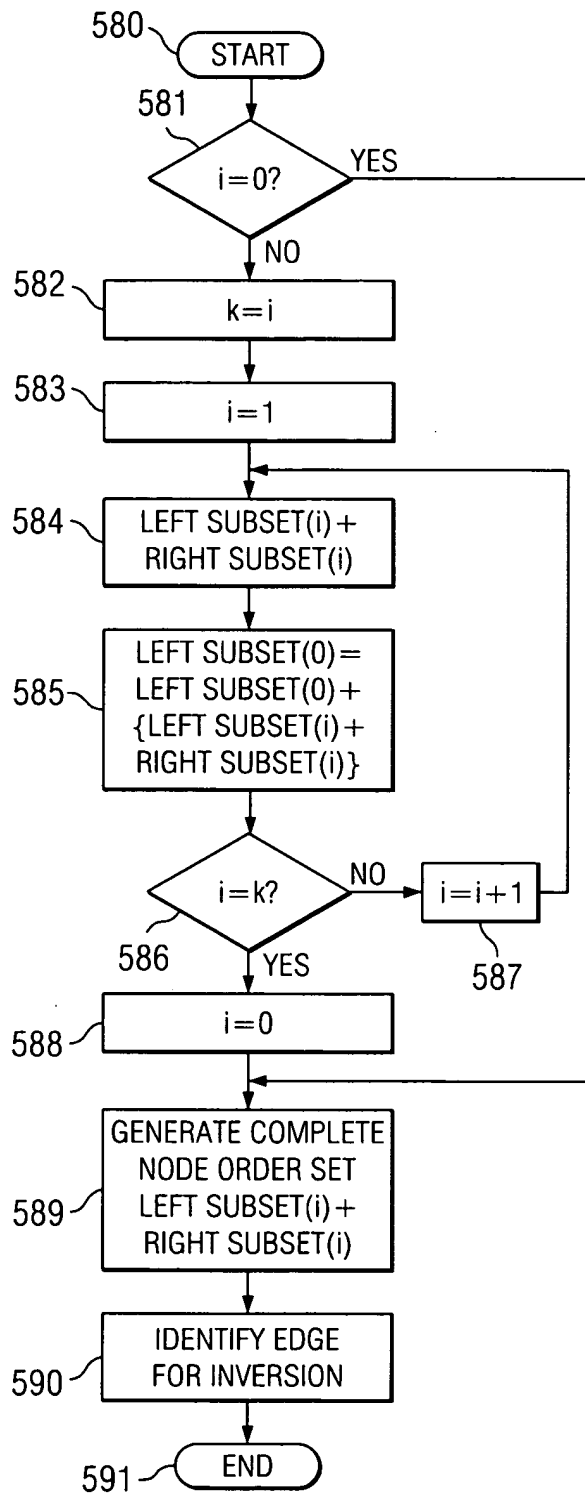 580
START
581
i=0?
YES
NO
582
k=i
583
i=1
584
LEFT SUBSET(i)+
RIGHT SUBSET(i)
585
LEFT SUBSET(0)=
LEFT SUBSET(0)+
{LEFT SUBSET(i)+
RIGHT SUBSET(i)}
i=k?
NO
i=i+1
586
587
YES
588
i=0
589
GENERATE COMPLETE
NODE ORDER SET
LEFT SUBSET(i)+
RIGHT SUBSET(i)
590
IDENTIFY EDGE
FOR INVERSION
591
END